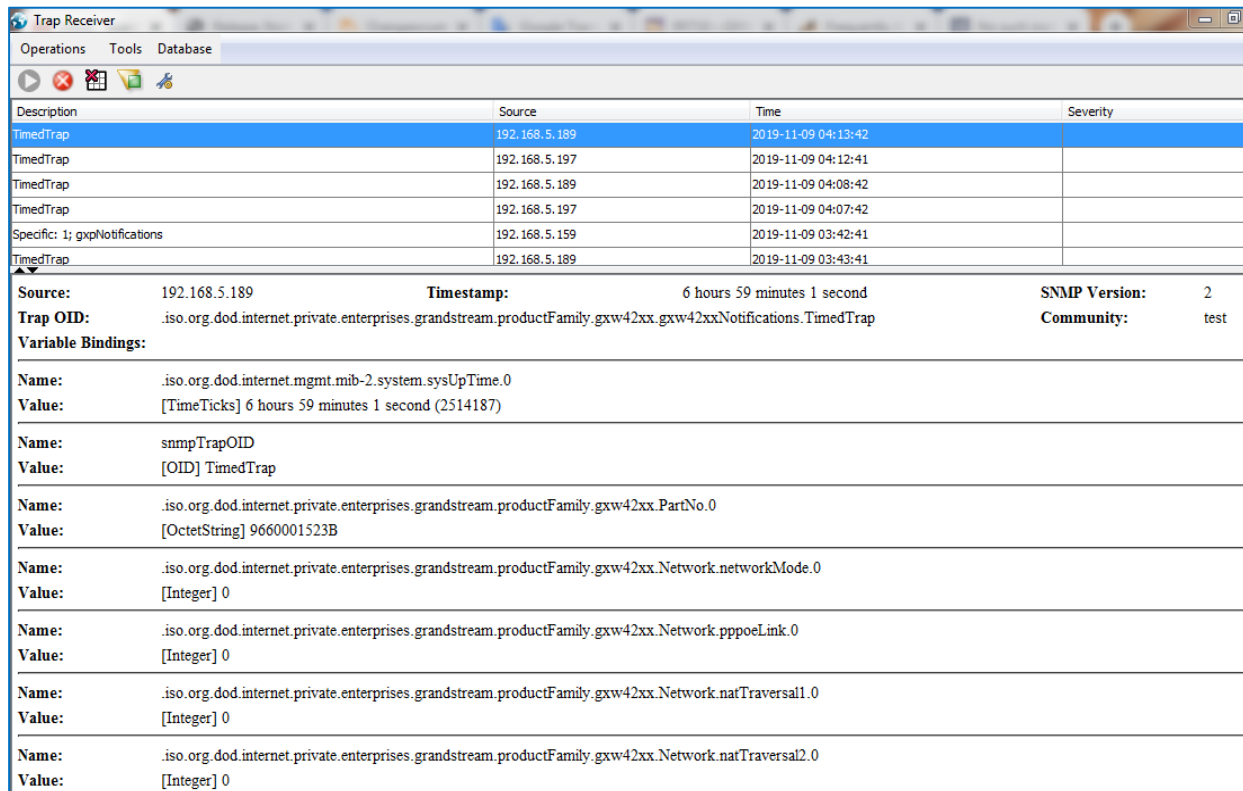 Trap Receiver
Operations Tools Database
Description Source Time Severity
TimedTrap 192.168.5.189 2019-11-09 04:13:42
TimedTrap 192.168.5.197 2019-11-09 04:12:41
TimedTrap 192.168.5.189 2019-11-09 04:08:42
TimedTrap 192.168.5.197 2019-11-09 04:07:42
Specific: 1; gxpNotifications 192.168.5.159 2019-11-09 03:42:41
TimedTrap 192.168.5.189 2019-11-09 03:43:41
Source: 192.168.5.189 Timestamp: 6 hours 59 minutes 1 second SNMP Version: 2
Trap OID: .iso.org.dod.internet.private.enterprises.grandstream.productFamily.gxw42xx.gxw42xxNotifications.TimedTrap Community: test
Variable Bindings:
Name: .iso.org.dod.internet.mgmt.mib-2.system.sysUpTime.0
Value: [TimeTicks] 6 hours 59 minutes 1 second (2514187)
Name: snmpTrapOID
Value: [OID] TimedTrap
Name: .iso.org.dod.internet.private.enterprises.grandstream.productFamily.gxw42xx.PartNo.0
Value: [OctetString] 9660001523B
Name: .iso.org.dod.internet.private.enterprises.grandstream.productFamily.gxw42xx.Network.networkMode.0
Value: [Integer] 0
Name: .iso.org.dod.internet.private.enterprises.grandstream.productFamily.gxw42xx.Network.pppoeLink.0
Value: [Integer] 0
Name: .iso.org.dod.internet.private.enterprises.grandstream.productFamily.gxw42xx.Network.natTraversal1.0
Value: [Integer] 0
Name: .iso.org.dod.internet.private.enterprises.grandstream.productFamily.gxw42xx.Network.natTraversal2.0
Value: [Integer] 0